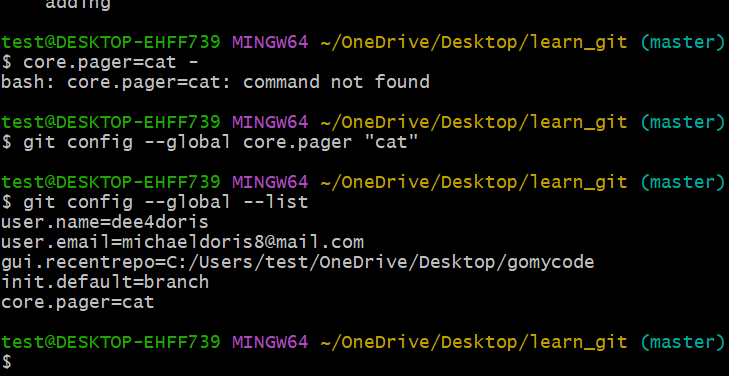 adding
test@DESKTOP-EHFF739 MINGW64 ~/OneDrive/Desktop/learn_git (master)
$ core.pager=cat -
bash: core.pager=cat: command not found
test@DESKTOP-EHFF739 MINGW64 ~/OneDrive/Desktop/learn_git (master)
$ git config --global core.pager "cat"
test@DESKTOP-EHFF739 MINGW64 ~/OneDrive/Desktop/learn_git (master)
$ git config --global --list
user.name=dee4doris
user.email=michaeldoris8@mail.com
gui.recentrepo=C:/Users/test/OneDrive/Desktop/gomycode
init.default=branch
core.pager=cat
test@DESKTOP-EHFF739 MINGW64 ~/OneDrive/Desktop/learn_git (master)
$